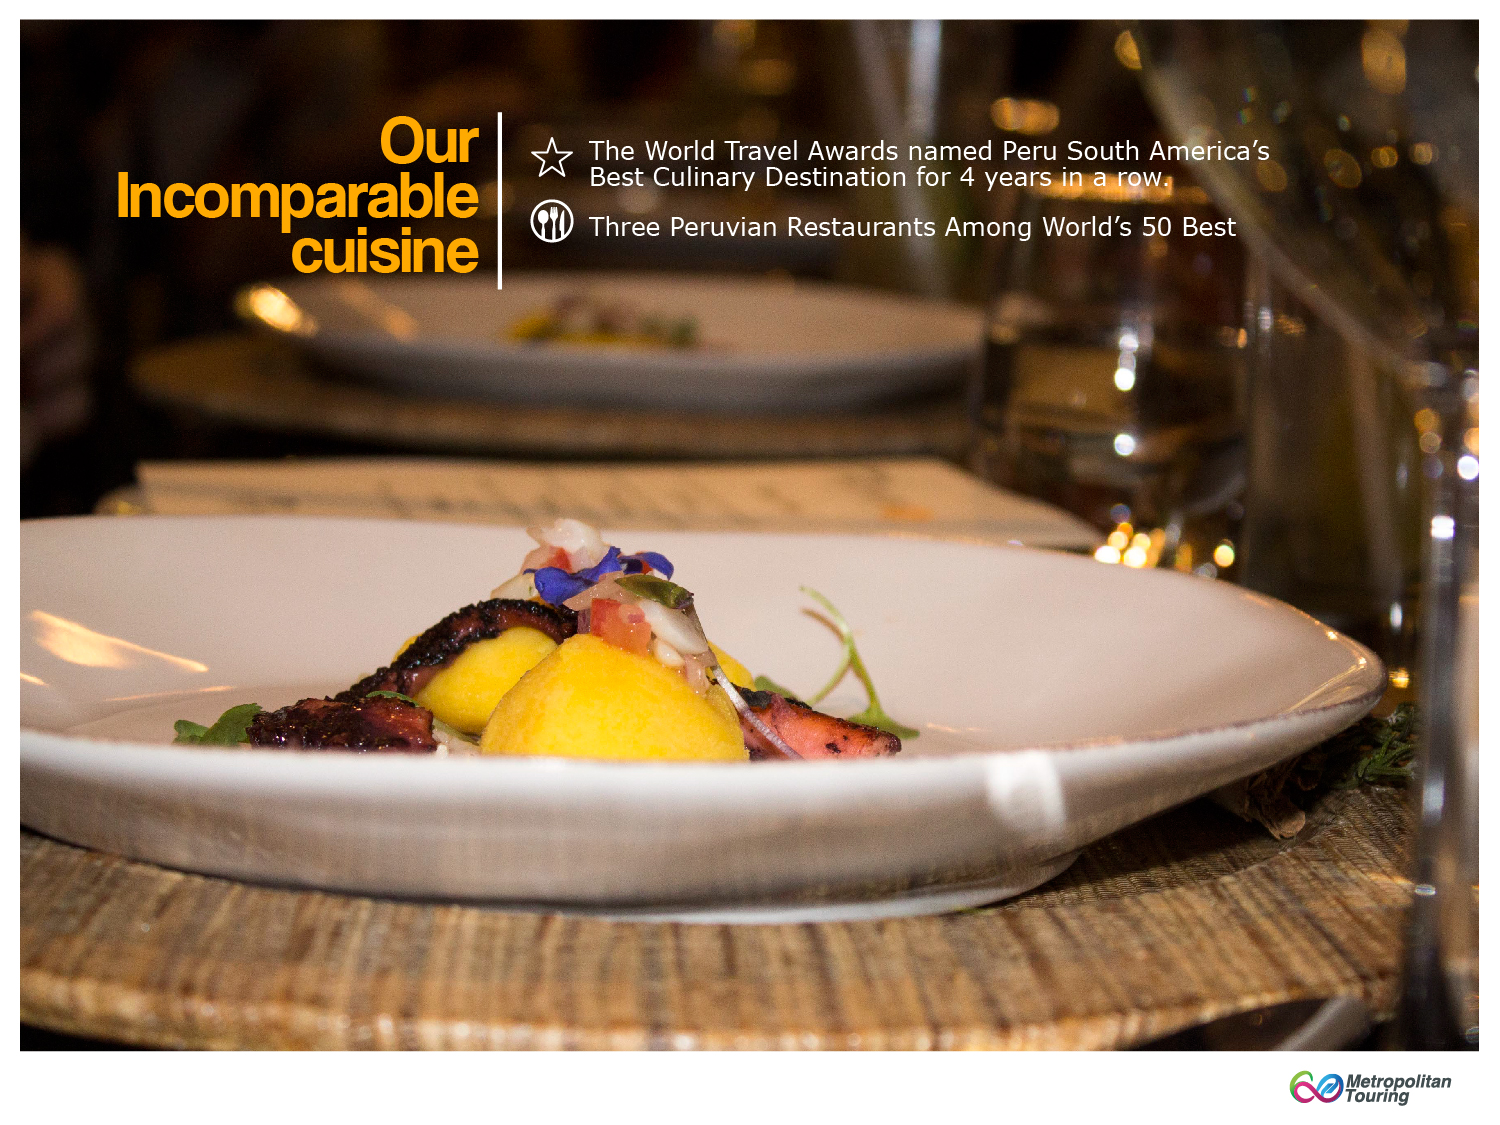 Our
Incomparable
cuisine
The World Travel Awards named Peru South America’s
Best Culinary Destination for 4 years in a row.
Three Peruvian Restaurants Among World’s 50 Best
Metropolitan
Touring